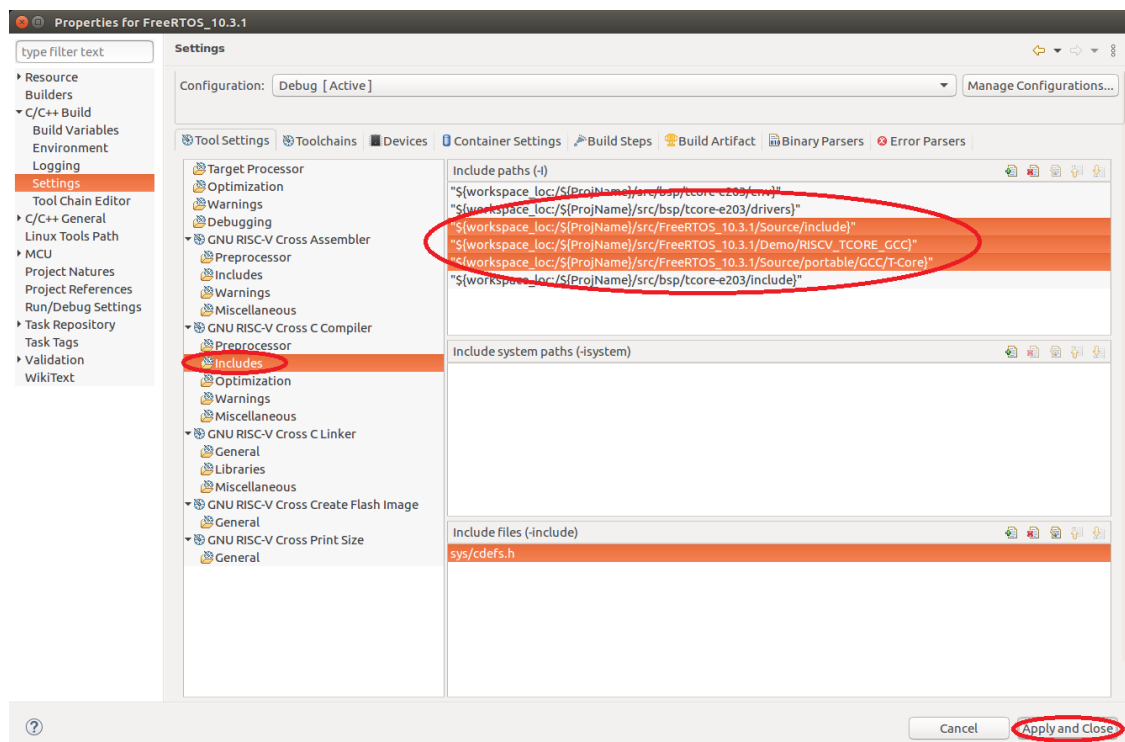 Properties for FreeRTOS_10.3.1
type filter text
Resource
Builders
C/C++ Build
Build Variables
Environment
Logging
Settings
Tool Chain Editor
C/C++ General
Linux Tools Path
MCU
Project Natures
Project References
Run/Debug Settings
Task Repository
Task Tags
Validation
WikiText
Settings
Configuration: Debug [Active]
Manage Configurations...
Tool Settings
Toolchains
Devices
Container Settings
Build Steps
Build Artifact
Binary Parsers
Error Parsers
Target Processor
Optimization
Warnings
Debugging
GNU RISC-V Cross Assembler
Preprocessor
Includes
Warnings
Miscellaneous
GNU RISC-V Cross C Compiler
Preprocessor
Includes
Optimization
Warnings
Miscellaneous
GNU RISC-V Cross C Linker
General
Libraries
Miscellaneous
GNU RISC-V Cross Create Flash Image
General
GNU RISC-V Cross Print Size
General
Include paths (-I)
"${workspace_loc:/${ProjName}/src/bsp/tcore-e203/env}"
"${workspace_loc:/${ProjName}/src/bsp/tcore-e203/drivers}"
"${workspace_loc:/${ProjName}/src/FreeRTOS_10.3.1/Source/include}"
"${workspace_loc:/${ProjName}/src/FreeRTOS_10.3.1/Demo/RISCV_TCORE_GCC}"
"${workspace_loc:/${ProjName}/src/FreeRTOS_10.3.1/Source/portable/GCC/T-Core}"
"${workspace_loc:/${ProjName}/src/bsp/tcore-e203/include}
Include system paths (-isystem)
Include files (-include)
sys/cdefs.h
Cancel
Apply and Close